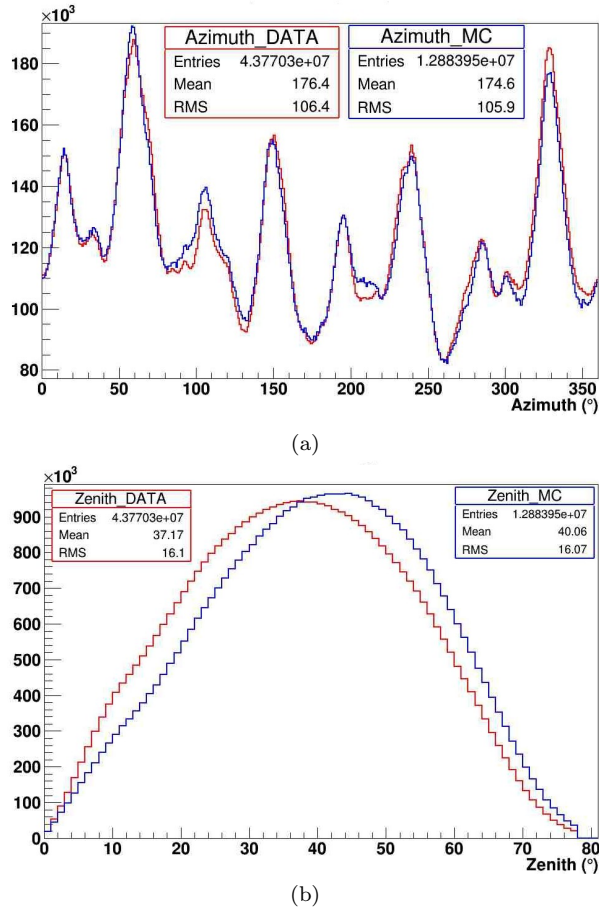 ×10³
Azimuth_DATA
Entries 4.37703e+07
Mean 176.4
RMS 106.4
Azimuth_MC
Entries 1.288395e+07
Mean 174.6
RMS 105.9
180
160
140
120
100
80
0 50 100 150 200 250 300 350
Azimuth (°)
(a)
×10³
Zenith_DATA
Entries 4.37703e+07
Mean 37.17
RMS 16.1
Zenith_MC
Entries 1.288395e+07
Mean 40.06
RMS 16.07
900
800
700
600
500
400
300
200
100
0
0 10 20 30 40 50 60 70 80
Zenith (°)
(b)